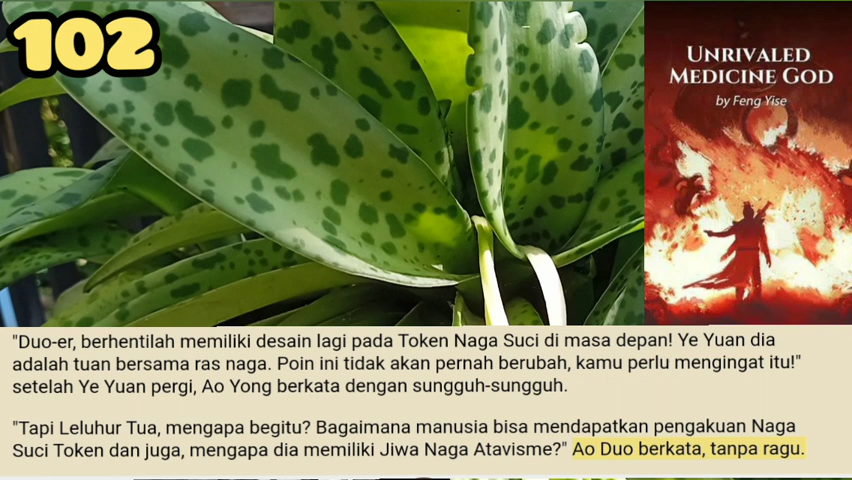 102
UNRIVALED
MEDICINE GOD
by Feng Yise
"Duo-er, berhentilah memiliki desain lagi pada Token Naga Suci di masa depan! Ye Yuan dia
adalah tuan bersama ras naga. Poin ini tidak akan pernah berubah, kamu perlu mengingat itu!"
setelah Ye Yuan pergi, Ao Yong berkata dengan sungguh-sungguh.
"Tapi Leluhur Tua, mengapa begitu? Bagaimana manusia bisa mendapatkan pengakuan Naga
Suci Token dan juga, mengapa dia memiliki Jiwa Naga Atavisme?" Ao Duo berkata, tanpa ragu.